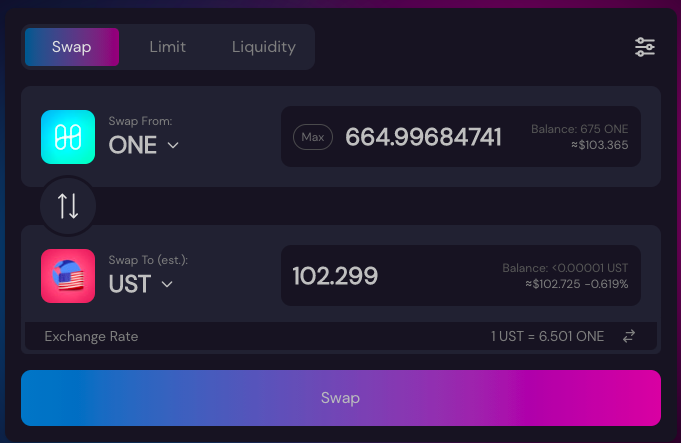 Swap Limit Liquidity
Swap From:
ONE
Max
664.99684741
Balance: 675 ONE
≈$103.365
Swap To (est.):
UST
102.299
Balance: <0.00001 UST
≈$102.725 -0.619%
Exchange Rate
1 UST = 6.501 ONE
Swap